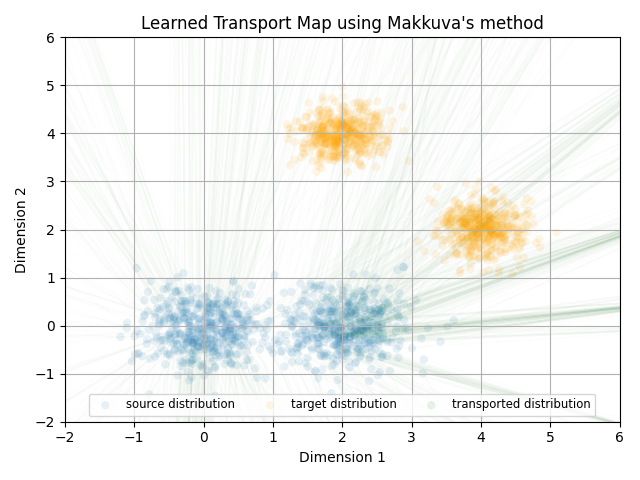 Learned Transport Map using Makkuva's method
6
5
4
3
2
1
0
−1
−2
Dimension 2
source distribution target distribution transported distribution
−2 −1 0 1 2 3 4 5 6
Dimension 1